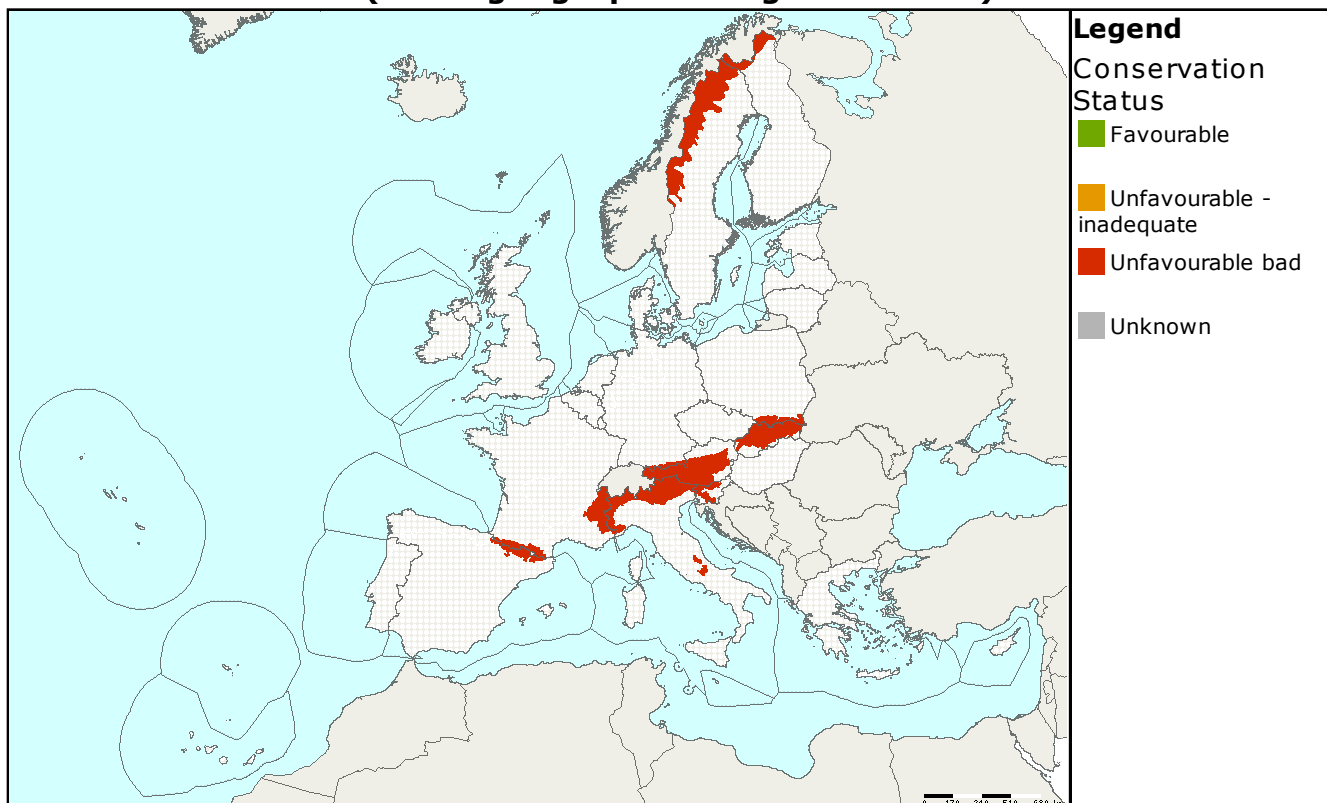 Legend
Conservation
Status
Favourable
Unfavourable -
inadequate
Unfavourable bad
Unknown